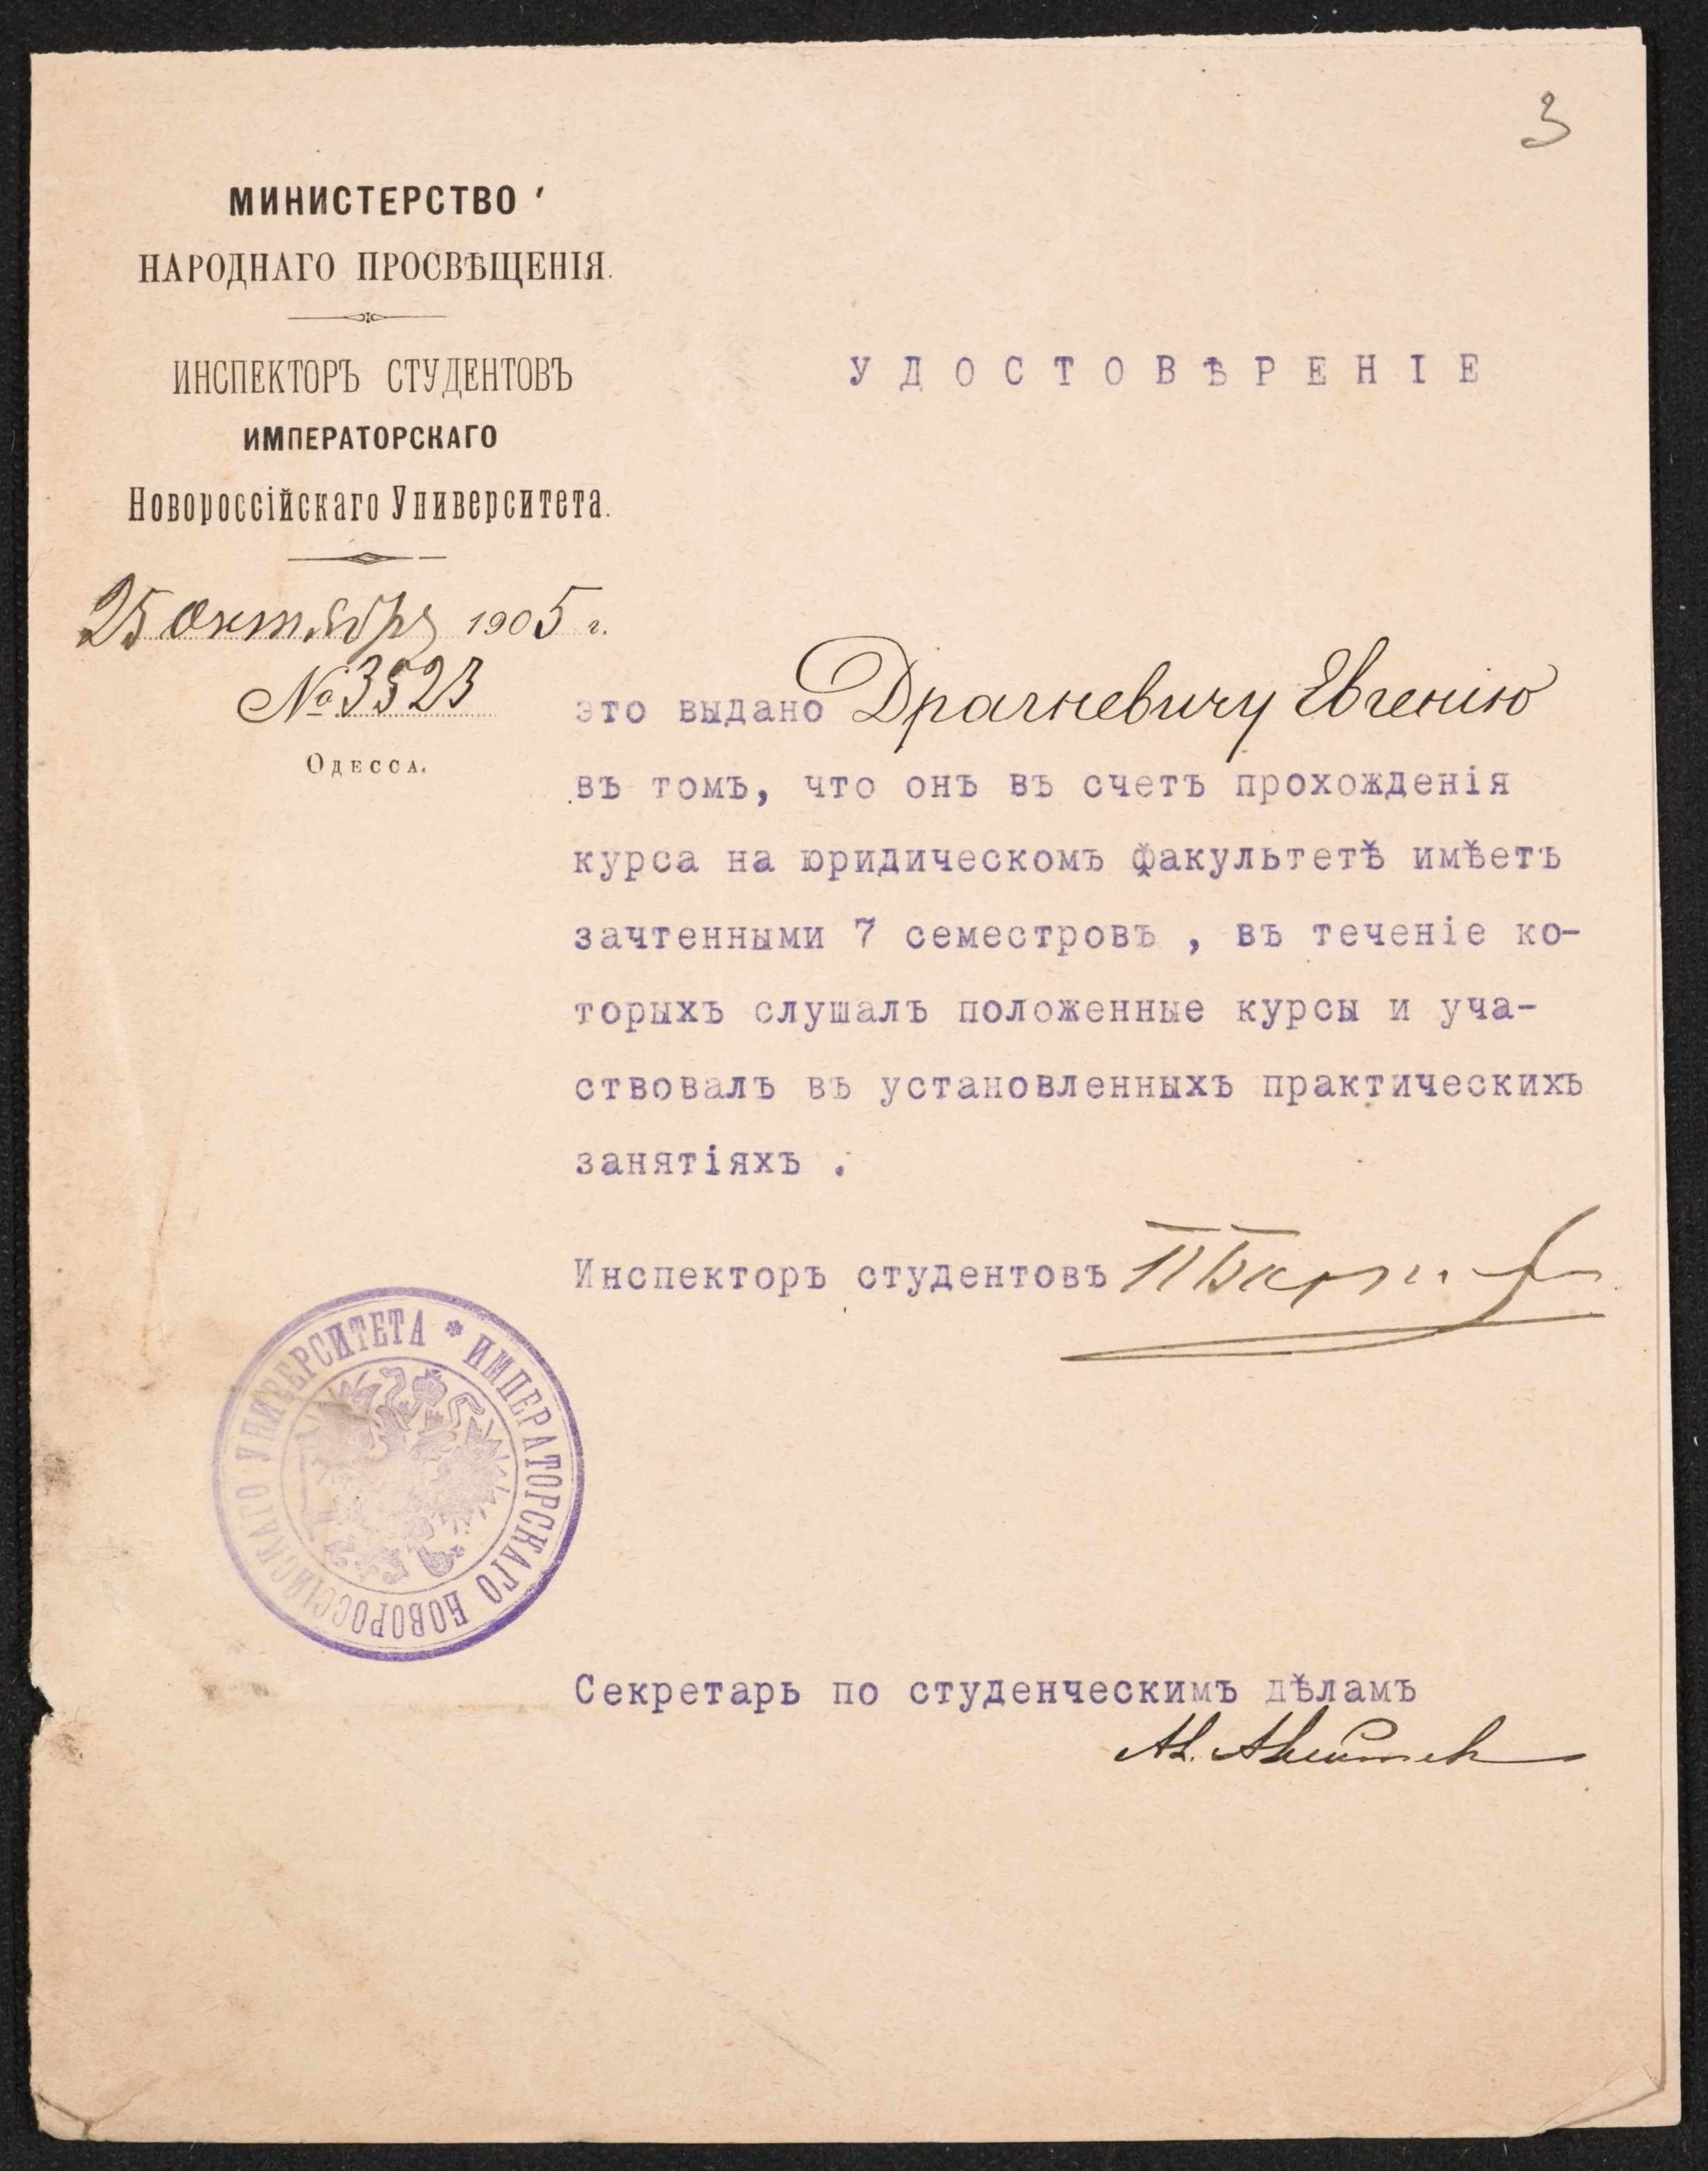 3
МИНИСТЕРСТВО
НАРОДНАГО ПРОСВѢЩЕНІЯ.
ИНСПЕКТОРЪ СТУДЕНТОВЪ
ИМПЕРАТОРСКАГО
Новороссійскаго Университета.
25 октября 1905 г.
№ 3523
Одесса.
УДОСТОВѢРЕНІЕ
это выдано Драгневичу Евгенію
въ томъ, что онъ въ счетъ прохожденія
курса на юридическомъ факультетѣ имѣетъ
зачтенными 7 семестровъ , въ теченіе ко-
торыхъ слушалъ положенные курсы и уча-
ствовалъ въ установленныхъ практическихъ
занятіяхъ .
Инспекторъ студентовъ
* ИМПЕРАТОРСКАГО НОВОРОССІЙСКАГО УНИВЕРСИТЕТА
Секретарь по студенческимъ дѣламъ